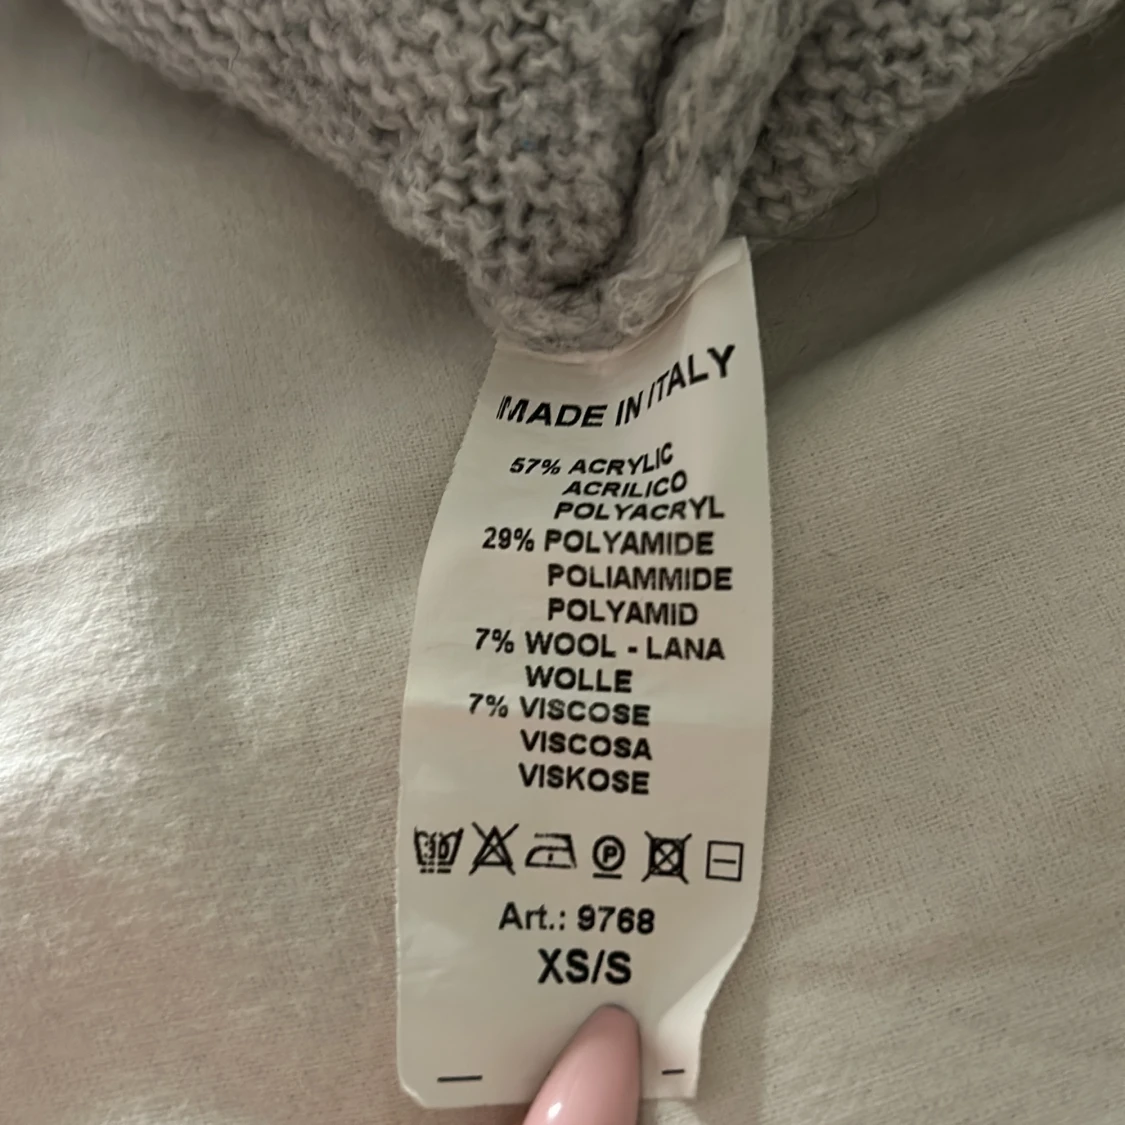 MADE IN ITALY
57% ACRYLIC
ACRILICO
POLYACRYL
29% POLYAMIDE
POLIAMMIDE
POLYAMID
7% WOOL - LANA
WOLLE
7% VISCOSE
VISCOSA
VISKOSE
30 P
Art.: 9768
XS/S